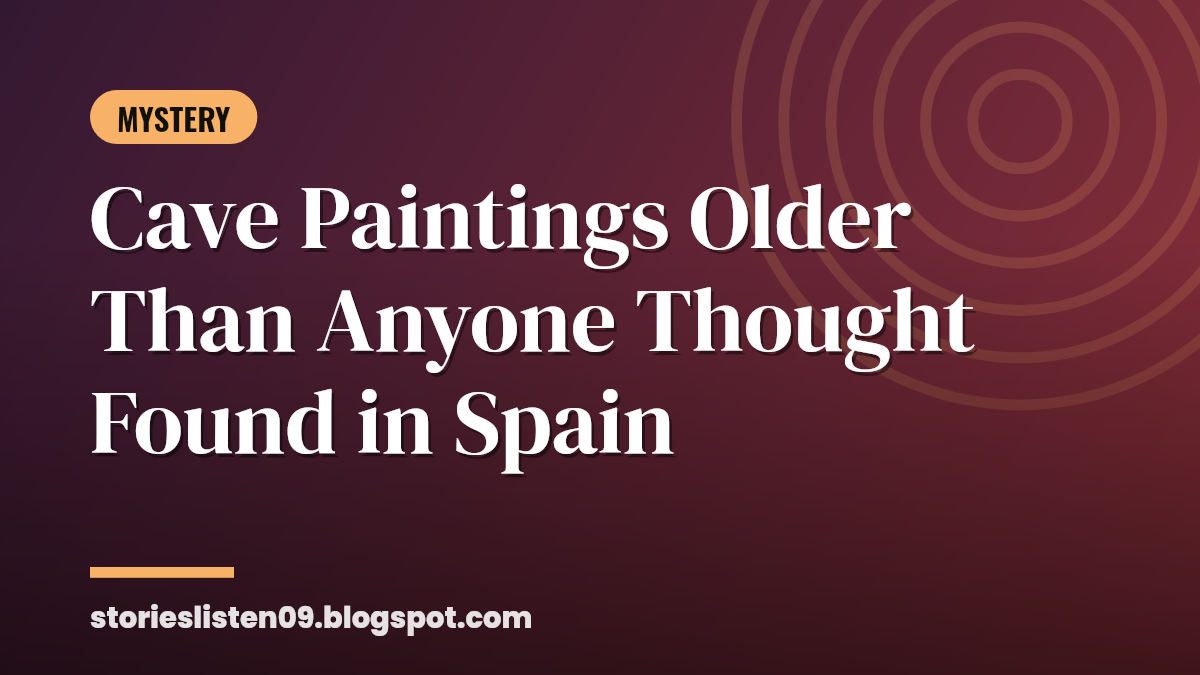 MYSTERY
Cave Paintings Older
Than Anyone Thought
Found in Spain
storieslisten09.blogspot.com